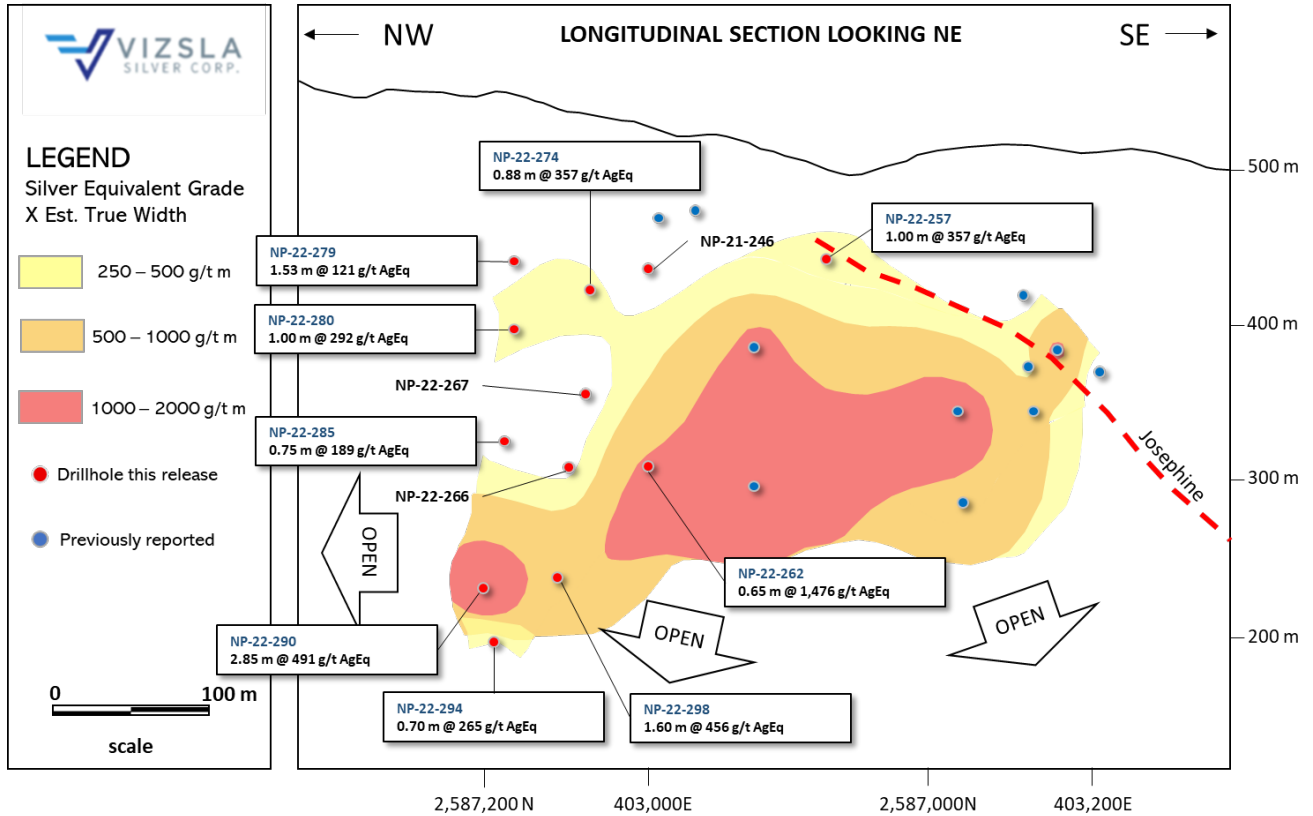 VIZSLA
SILVER CORP.
LEGEND
Silver Equivalent Grade
X Est. True Width
250 – 500 g/t m
500 – 1000 g/t m
1000 – 2000 g/t m
Drillhole this release
Previously reported
0 100 m
scale
NW LONGITUDINAL SECTION LOOKING NE SE
NP-22-274
0.88 m @ 357 g/t AgEq
NP-22-257
1.00 m @ 357 g/t AgEq
NP-21-246
NP-22-279
1.53 m @ 121 g/t AgEq
NP-22-280
1.00 m @ 292 g/t AgEq
NP-22-267
NP-22-285
0.75 m @ 189 g/t AgEq
NP-22-266
Josephine
OPEN
NP-22-262
0.65 m @ 1,476 g/t AgEq
OPEN
OPEN
NP-22-290
2.85 m @ 491 g/t AgEq
NP-22-294
0.70 m @ 265 g/t AgEq
NP-22-298
1.60 m @ 456 g/t AgEq
500 m
400 m
300 m
200 m
2,587,200 N 403,000E 2,587,000N 403,200E